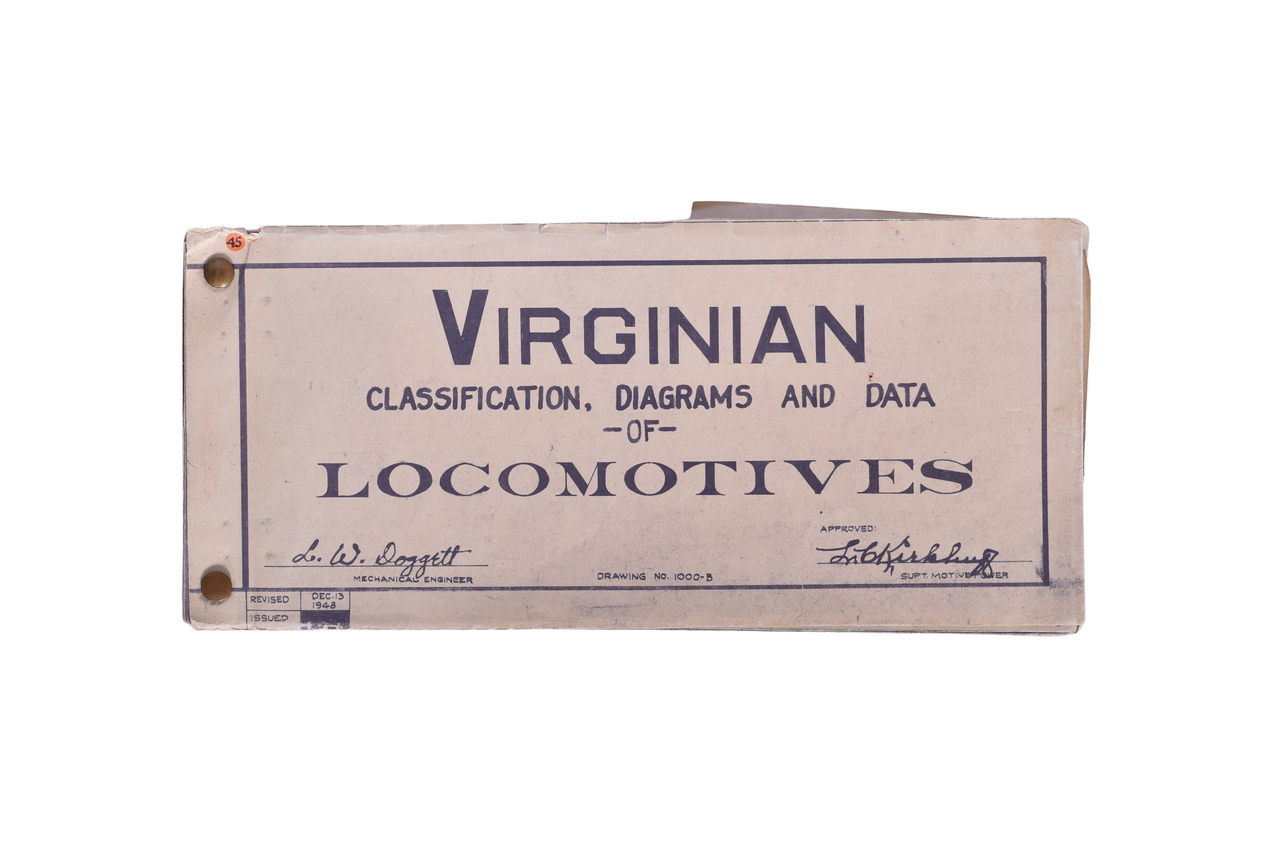 45
VIRGINIAN
CLASSIFICATION, DIAGRAMS AND DATA
-OF-
LOCOMOTIVES
APPROVED:
L. W. Doggett
MECHANICAL ENGINEER
DRAWING NO. 1000-B
SUPT. MOTIVE POWER
REVISED DEC. 13 1948
ISSUED